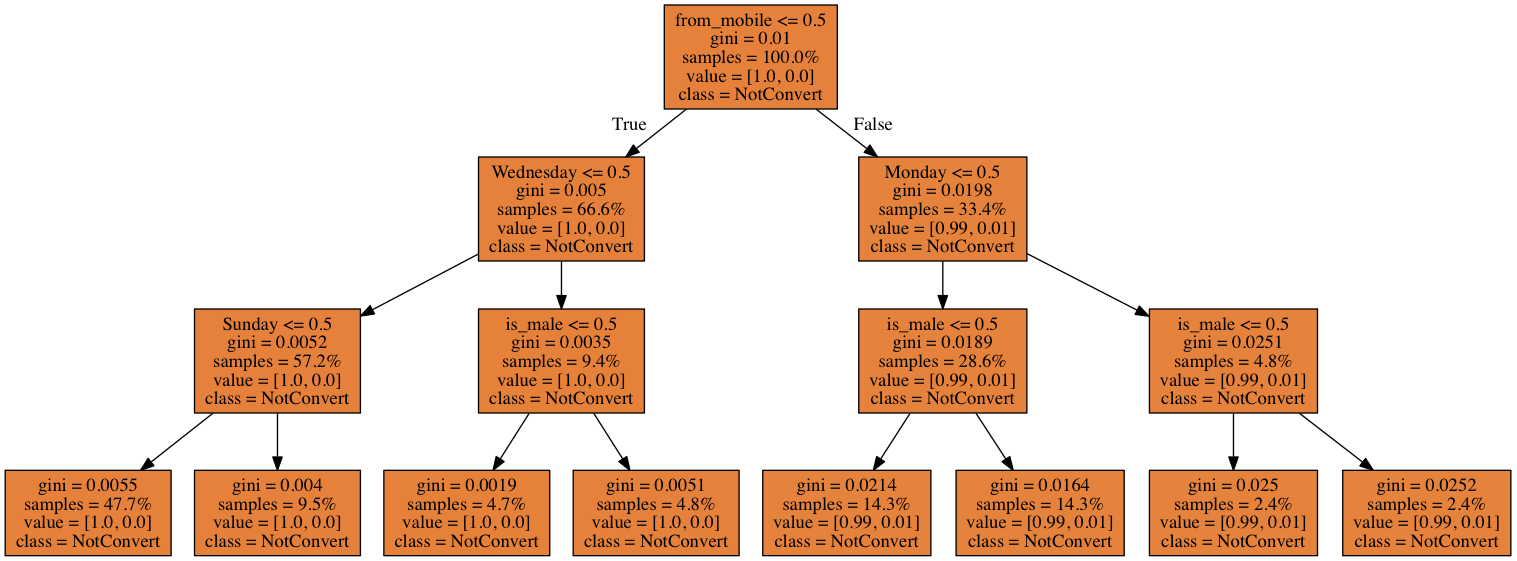 from_mobile <= 0.5
gini = 0.01
samples = 100.0%
value = [1.0, 0.0]
class = NotConvert
True
False
Wednesday <= 0.5
gini = 0.005
samples = 66.6%
value = [1.0, 0.0]
class = NotConvert
Monday <= 0.5
gini = 0.0198
samples = 33.4%
value = [0.99, 0.01]
class = NotConvert
Sunday <= 0.5
gini = 0.0052
samples = 57.2%
value = [1.0, 0.0]
class = NotConvert
is_male <= 0.5
gini = 0.0035
samples = 9.4%
value = [1.0, 0.0]
class = NotConvert
is_male <= 0.5
gini = 0.0189
samples = 28.6%
value = [0.99, 0.01]
class = NotConvert
is_male <= 0.5
gini = 0.0251
samples = 4.8%
value = [0.99, 0.01]
class = NotConvert
gini = 0.0055
samples = 47.7%
value = [1.0, 0.0]
class = NotConvert
gini = 0.004
samples = 9.5%
value = [1.0, 0.0]
class = NotConvert
gini = 0.0019
samples = 4.7%
value = [1.0, 0.0]
class = NotConvert
gini = 0.0051
samples = 4.8%
value = [1.0, 0.0]
class = NotConvert
gini = 0.0214
samples = 14.3%
value = [0.99, 0.01]
class = NotConvert
gini = 0.0164
samples = 14.3%
value = [0.99, 0.01]
class = NotConvert
gini = 0.025
samples = 2.4%
value = [0.99, 0.01]
class = NotConvert
gini = 0.0252
samples = 2.4%
value = [0.99, 0.01]
class = NotConvert